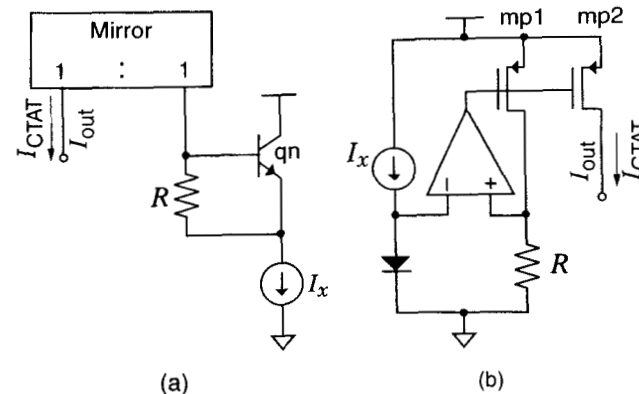 Mirror
1 : 1
I_CTAT
I_out
qn
R
I_x
(a)
mp1 mp2
I_x
− +
I_out
I_CTAT
R
(b)